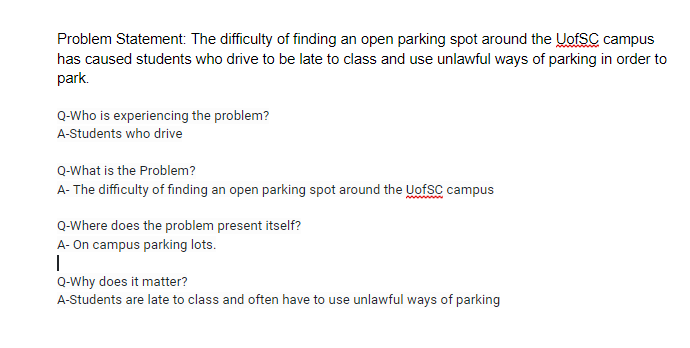 Problem Statement: The difficulty of finding an open parking spot around the UofSC campus
has caused students who drive to be late to class and use unlawful ways of parking in order to
park.
Q-Who is experiencing the problem?
A-Students who drive
Q-What is the Problem?
A- The difficulty of finding an open parking spot around the UofSC campus
Q-Where does the problem present itself?
A- On campus parking lots.
Q-Why does it matter?
A-Students are late to class and often have to use unlawful ways of parking